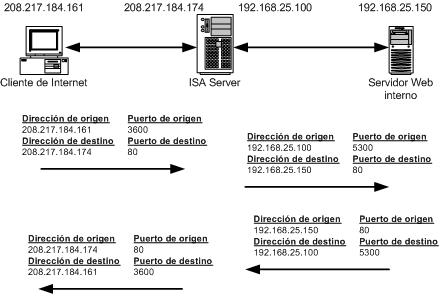 208.217.184.161 208.217.184.174 192.168.25.100 192.168.25.150
Cliente de Internet ISA Server Servidor Web
interno
Dirección de origen Puerto de origen
208.217.184.161 3600
Dirección de destino Puerto de destino
208.217.184.174 80
Dirección de origen Puerto de origen
192.168.25.100 5300
Dirección de destino Puerto de destino
192.168.25.150 80
Dirección de origen Puerto de origen
192.168.25.150 80
Dirección de destino Puerto de destino
192.168.25.100 5300
Dirección de origen Puerto de origen
208.217.184.174 80
Dirección de destino Puerto de destino
208.217.184.161 3600